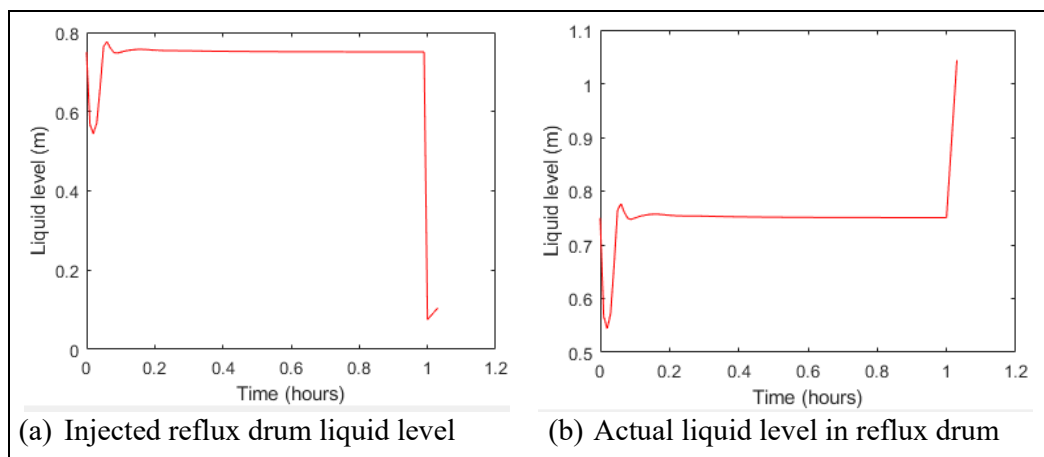 0.8
0.6
0.4
0.2
0
Liquid level (m)
0 0.2 0.4 0.6 0.8 1 1.2
Time (hours)
(a) Injected reflux drum liquid level
1.1
1
0.9
0.8
0.7
0.6
0.5
Liquid level (m)
0 0.2 0.4 0.6 0.8 1 1.2
Time (hours)
(b) Actual liquid level in reflux drum